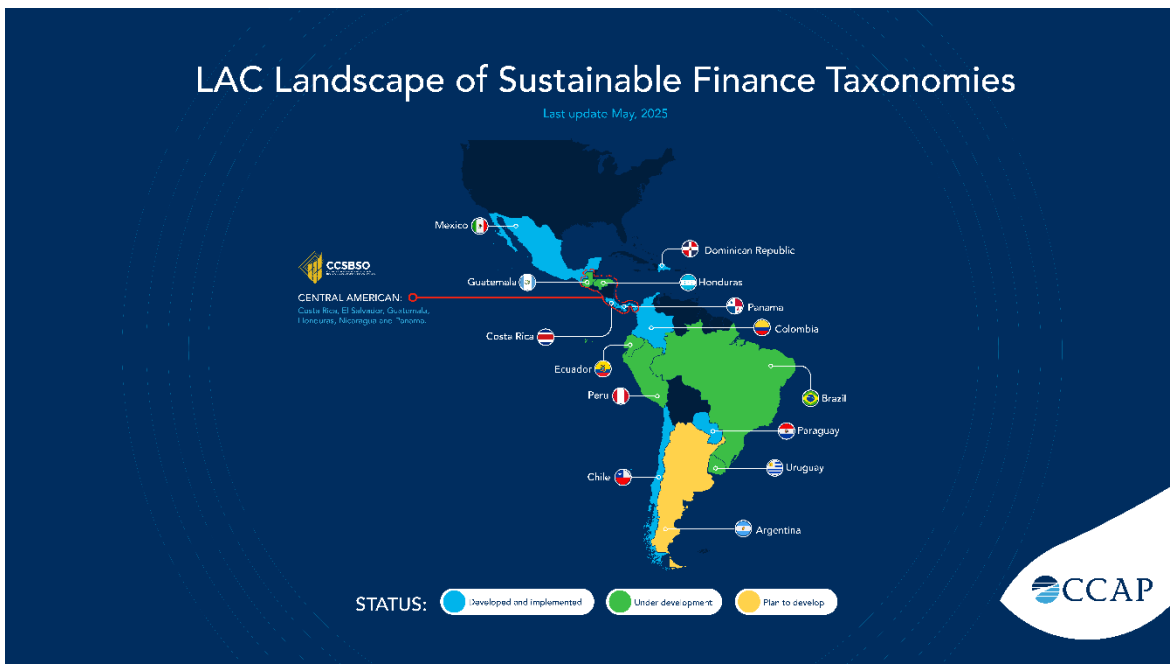 LAC Landscape of Sustainable Finance Taxonomies
Last update May, 2025
Mexico
Dominican Republic
CCSBSO
Guatemala
Honduras
CENTRAL AMERICAN:
Costa Rica, El Salvador, Guatemala,
Honduras, Nicaragua and Panama.
Panama
Colombia
Costa Rica
Ecuador
Peru
Brazil
Paraguay
Uruguay
Chile
Argentina
STATUS:
Developed and implemented
Under development
Plan to develop
CCAP